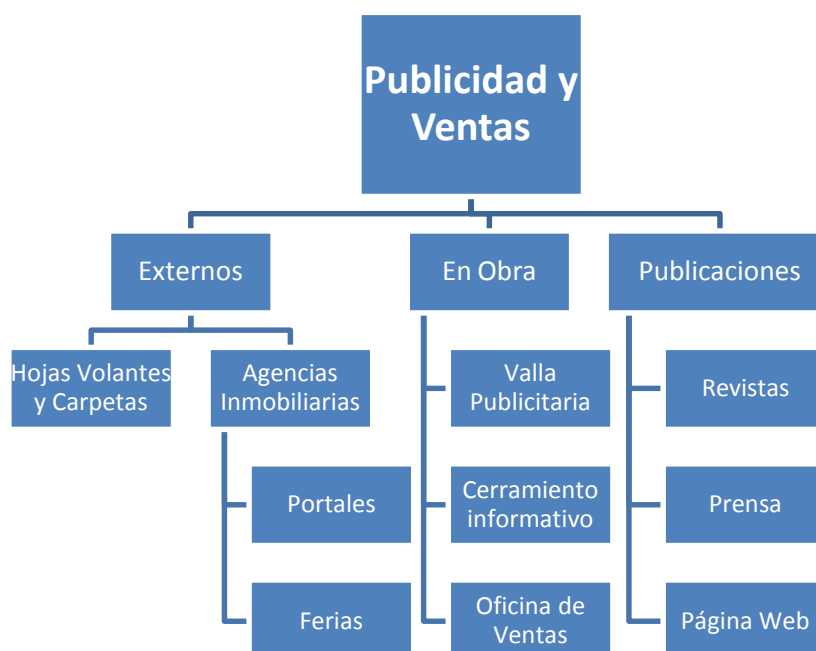 Publicidad y
Ventas
Externos
En Obra
Publicaciones
Hojas Volantes
y Carpetas
Agencias
Inmobiliarias
Valla
Publicitaria
Revistas
Portales
Cerramiento
informativo
Prensa
Ferias
Oficina de
Ventas
Página Web